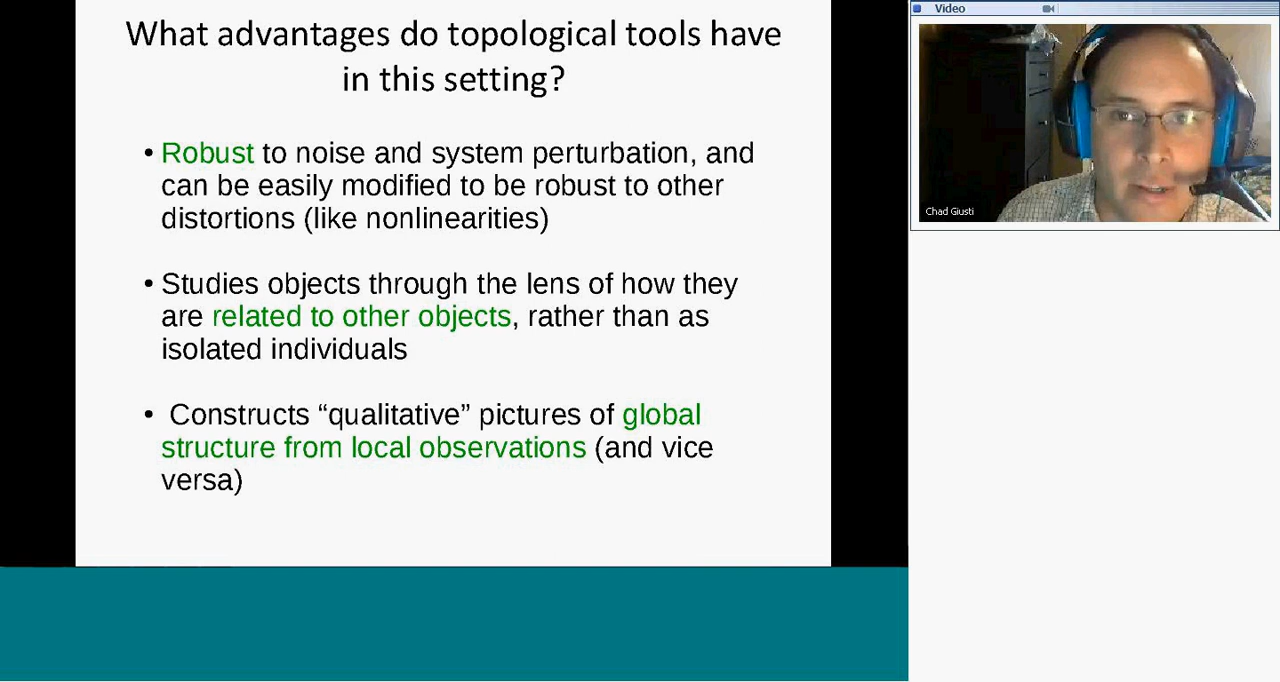 What advantages do topological tools have
in this setting?
• Robust to noise and system perturbation, and
can be easily modified to be robust to other
distortions (like nonlinearities)
• Studies objects through the lens of how they
are related to other objects, rather than as
isolated individuals
• Constructs “qualitative” pictures of global
structure from local observations (and vice
versa)
Video
Chad Giusti